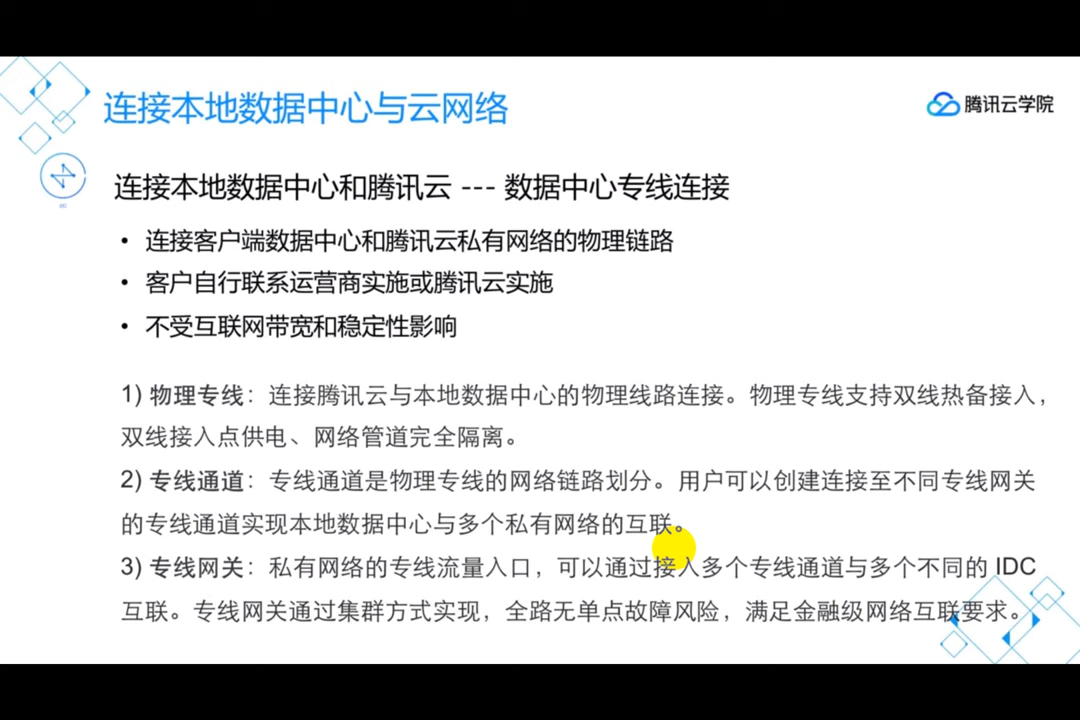 连接本地数据中心与云网络
腾讯云学院
连接本地数据中心和腾讯云 --- 数据中心专线连接
• 连接客户端数据中心和腾讯云私有网络的物理链路
• 客户自行联系运营商实施或腾讯云实施
• 不受互联网带宽和稳定性影响
1) 物理专线：连接腾讯云与本地数据中心的物理线路连接。物理专线支持双线热备接入，
双线接入点供电、网络管道完全隔离。
2) 专线通道：专线通道是物理专线的网络链路划分。用户可以创建连接至不同专线网关
的专线通道实现本地数据中心与多个私有网络的互联。
3) 专线网关：私有网络的专线流量入口，可以通过接入多个专线通道与多个不同的 IDC
互联。专线网关通过集群方式实现，全路无单点故障风险，满足金融级网络互联要求。